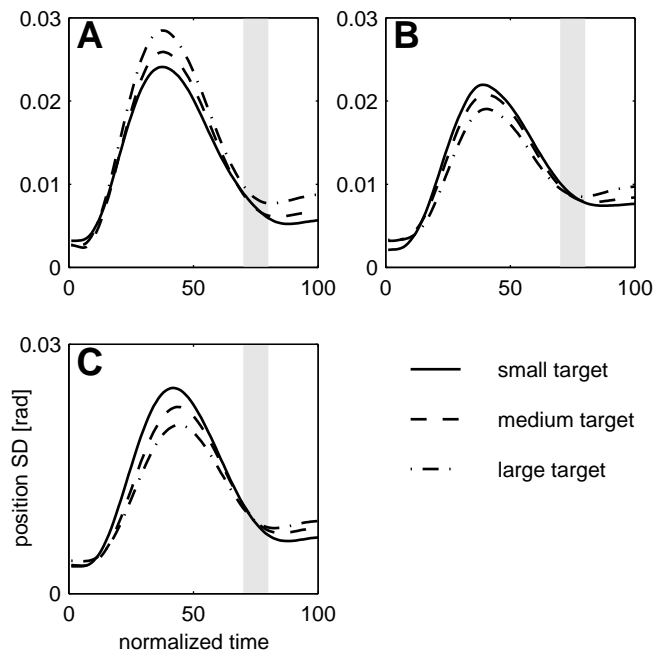 A
0.03
0.02
0.01
0
0
50
100
B
0.03
0.02
0.01
0
0
50
100
C
0.03
0
position SD [rad]
0
50
100
normalized time
small target
medium target
large target